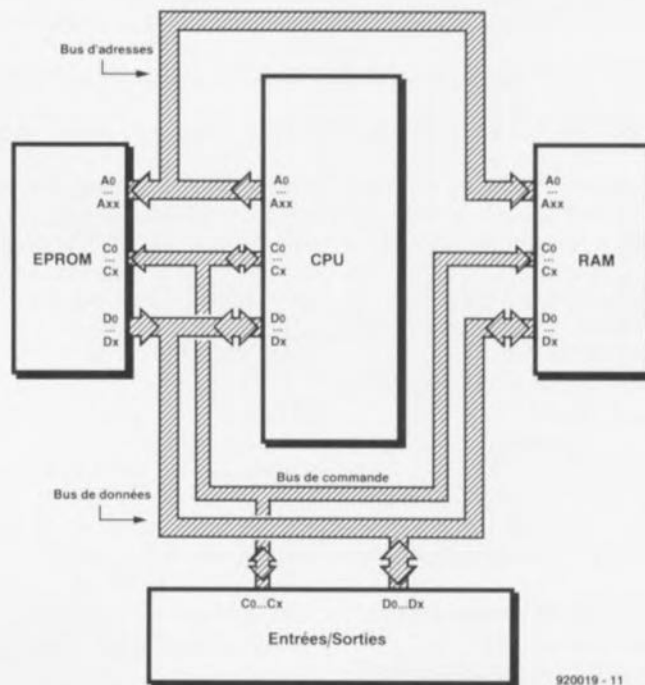 Bus d'adresses
A0
...
Axx
C0
...
Cx
D0
...
Dx
EPROM
A0
...
Axx
C0
...
Cx
D0
...
Dx
CPU
A0
...
Axx
C0
...
Cx
D0
...
Dx
RAM
Bus de commande
Bus de données
C0...Cx
D0...Dx
Entrées/Sorties
920019 - 11